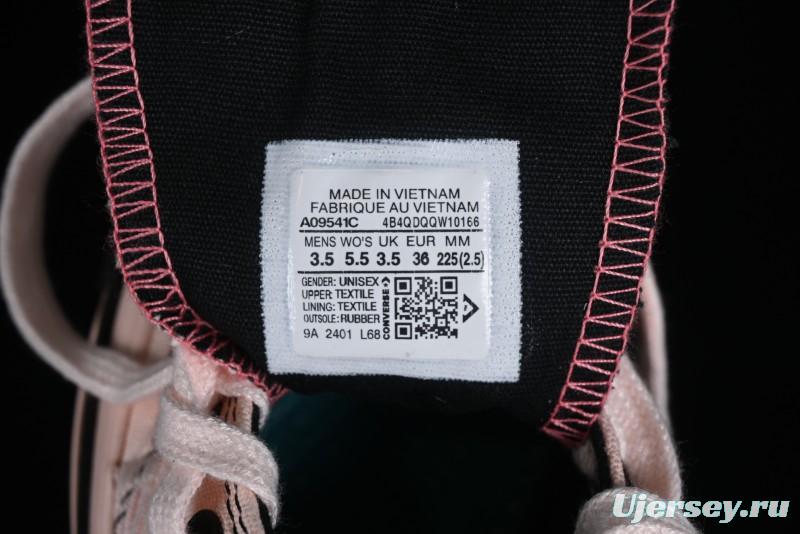 MADE IN VIETNAM
FABRIQUE AU VIETNAM
A09541C 4B4QDQQW10166
MENS WO'S UK EUR MM
3.5 5.5 3.5 36 225(2.5)
GENDER: UNISEX
UPPER: TEXTILE
LINING: TEXTILE
OUTSOLE: RUBBER
9A 2401 L68
CONVERSE
Ujersey.ru